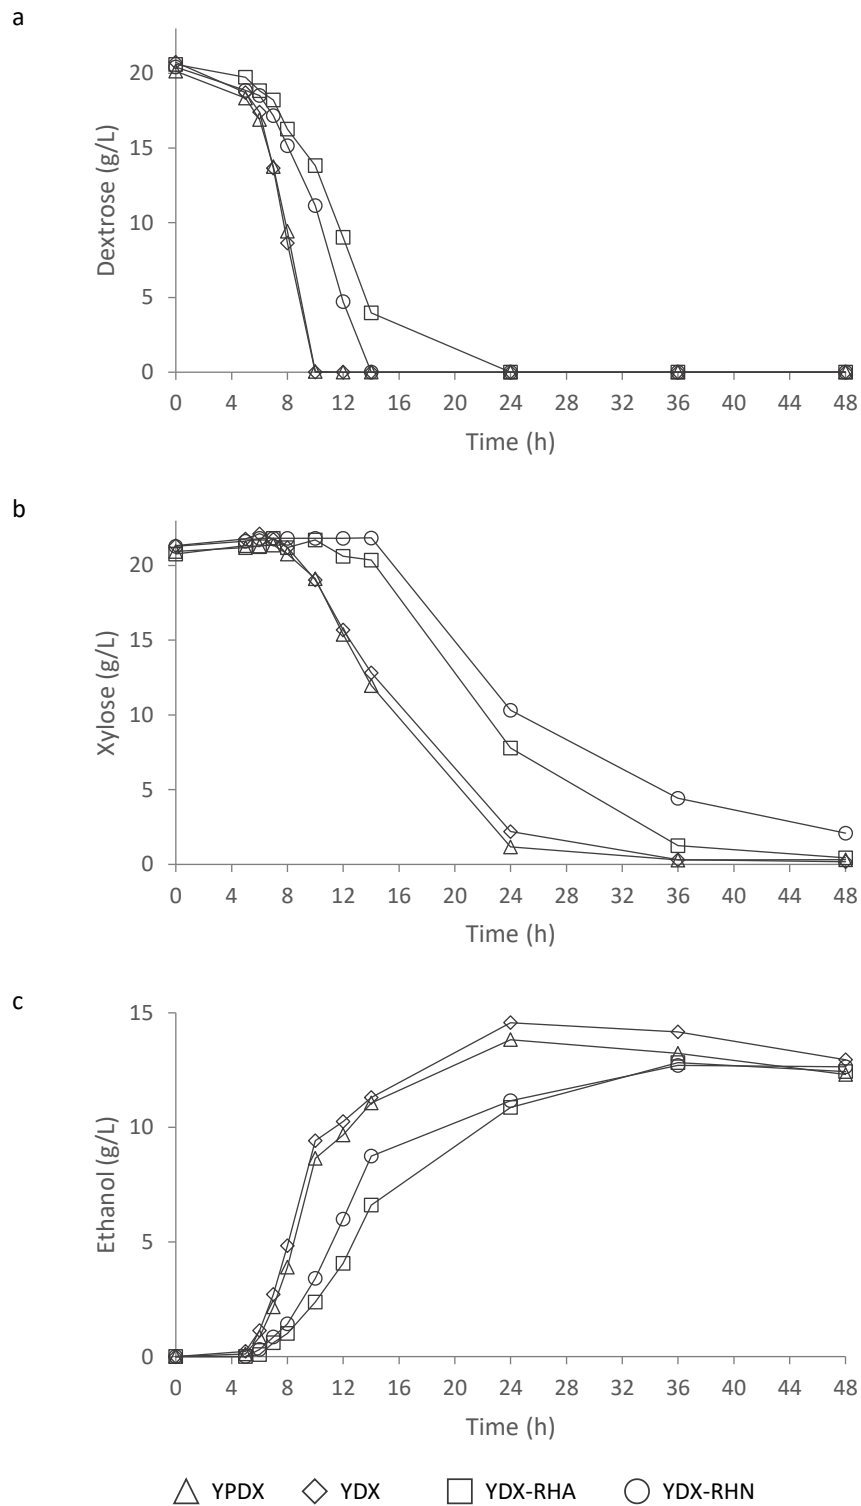 a
Dextrose (g/L)
20
15
10
5
0
0 4 8 12 16 20 24 28 32 36 40 44 48
Time (h)
b
Xylose (g/L)
20
15
10
5
0
0 4 8 12 16 20 24 28 32 36 40 44 48
Time (h)
c
Ethanol (g/L)
15
10
5
0
0 4 8 12 16 20 24 28 32 36 40 44 48
Time (h)
YPDX YDX YDX-RHA YDX-RHN